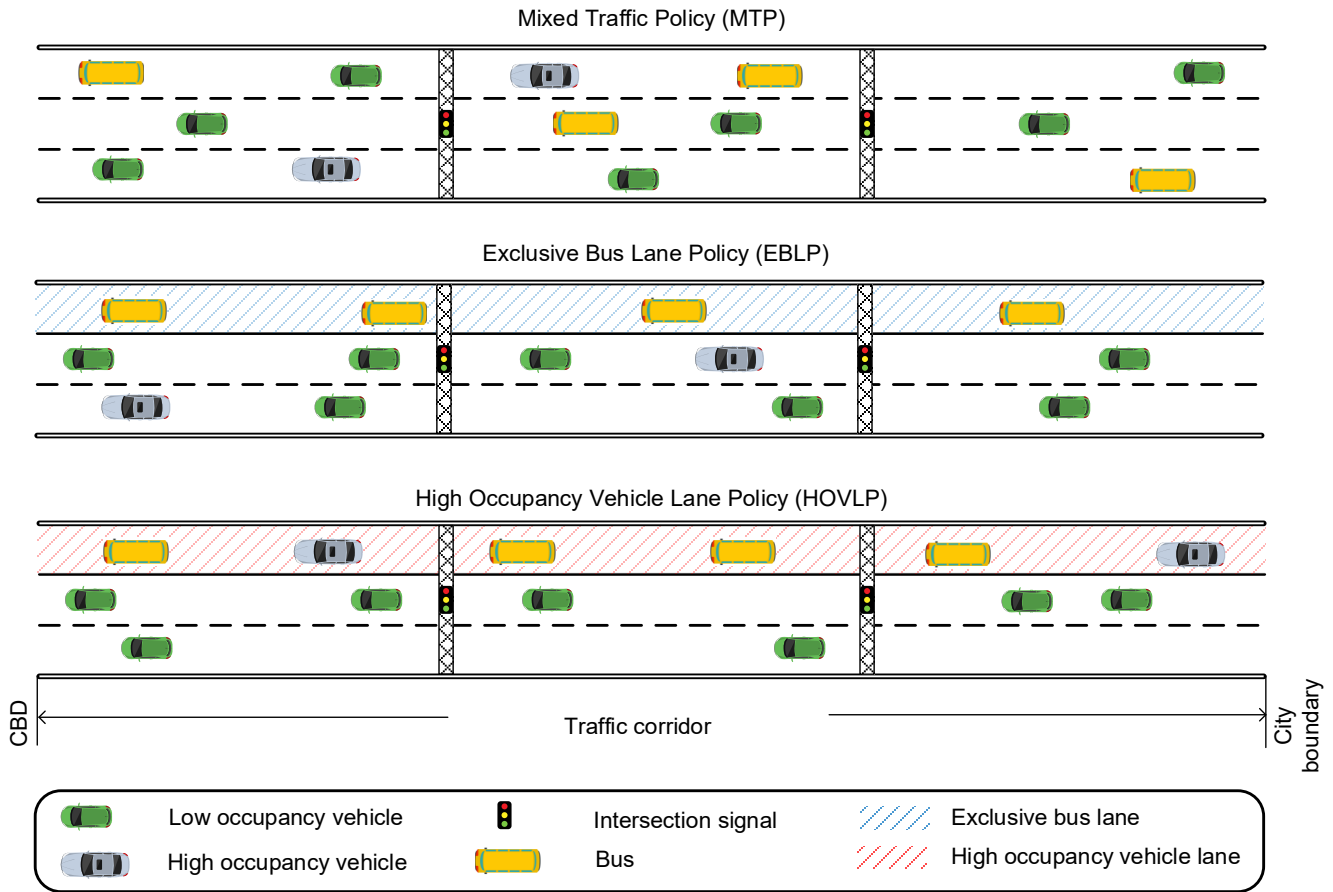 Mixed Traffic Policy (MTP)
Exclusive Bus Lane Policy (EBLP)
High Occupancy Vehicle Lane Policy (HOVLP)
CBD
Traffic corridor
City
boundary
Low occupancy vehicle
Intersection signal
Exclusive bus lane
High occupancy vehicle
Bus
High occupancy vehicle lane